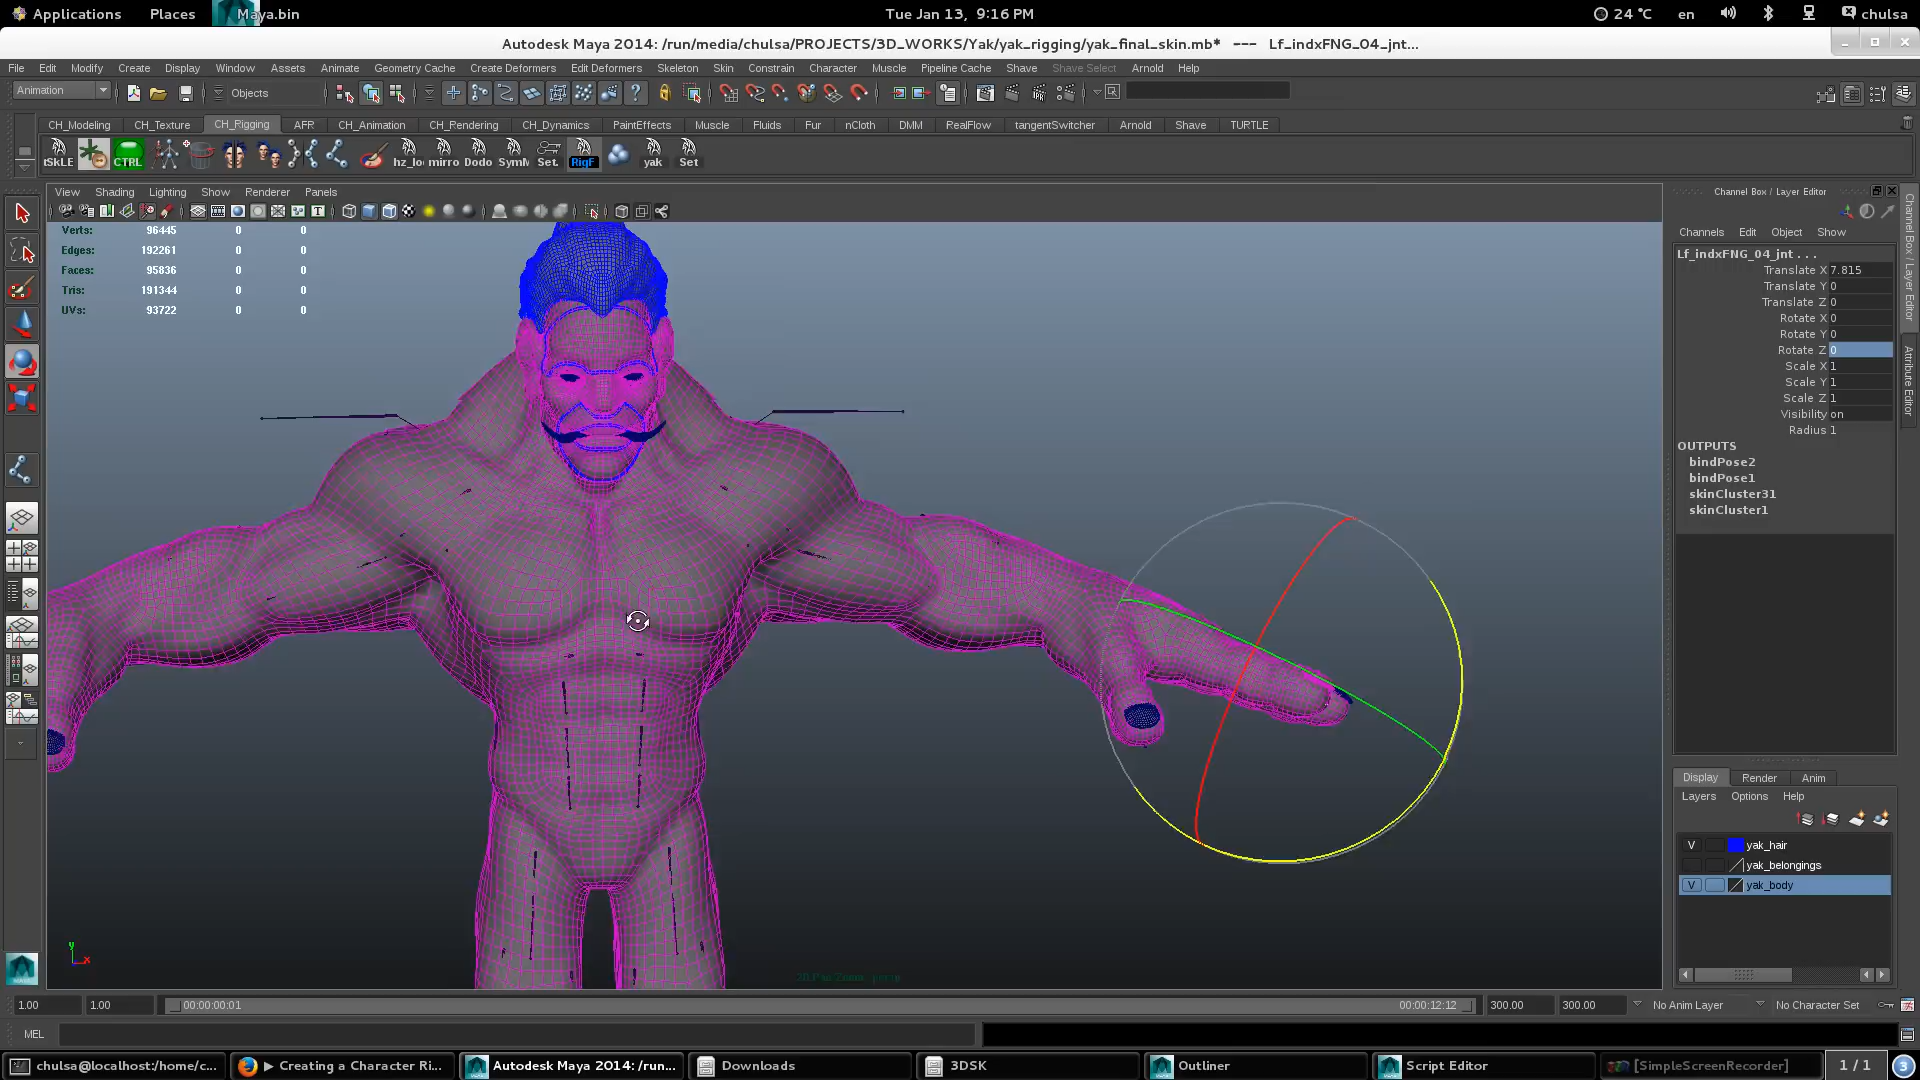 Applications Places Maya.bin Tue Jan 13, 9:16 PM 24 °C en chulsa
Autodesk Maya 2014: /run/media/chulsa/PROJECTS/3D_WORKS/Yak/yak_rigging/yak_final_skin.mb* --- Lf_indxFNG_04_jnt...
File Edit Modify Create Display Window Assets Animate Geometry Cache Create Deformers Edit Deformers Skeleton Skin Constrain Character Muscle Pipeline Cache Shave Shave Select Arnold Help
Animation Objects
CH_Modeling CH_Texture CH_Rigging AFR CH_Animation CH_Rendering CH_Dynamics PaintEffects Muscle Fluids Fur nCloth DMM RealFlow tangentSwitcher Arnold Shave TURTLE
tSkLE CTRL hz_lo mirro Dodo SymM Set. RigF yak Set
View Shading Lighting Show Renderer Panels
Channel Box / Layer Editor
Verts: 96445 0 0
Edges: 192261 0 0
Faces: 95836 0 0
Tris: 191344 0 0
UVs: 93722 0 0
Channels Edit Object Show
Lf_indxFNG_04_jnt . . .
Translate X 7.815
Translate Y 0
Translate Z 0
Rotate X 0
Rotate Y 0
Rotate Z 0
Scale X 1
Scale Y 1
Scale Z 1
Visibility on
Radius 1
OUTPUTS
bindPose2
bindPose1
skinCluster31
skinCluster1
Channel Box / Layer Editor
Attribute Editor
Display Render Anim
Layers Options Help
V yak_hair
yak_belongings
V yak_body
y
x
1.00 1.00 00:00:00:01 00:00:12:12 300.00 300.00 No Anim Layer No Character Set
MEL
chulsa@localhost:/home/c... ▶ Creating a Character Ri... Autodesk Maya 2014: /run... Downloads 3DSK Outliner Script Editor [SimpleScreenRecorder] 1 / 1 3